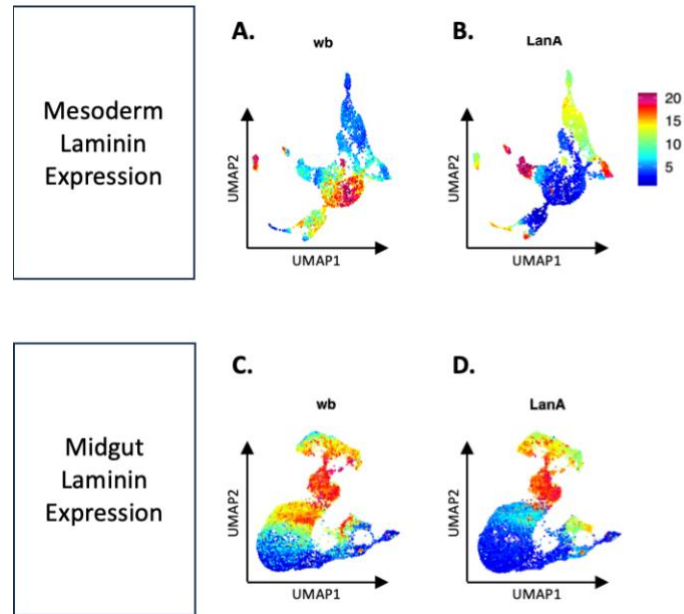 A.
B.
wb
LanA
Mesoderm
Laminin
Expression
UMAP2
UMAP1
UMAP2
UMAP1
20
15
10
5
C.
D.
wb
LanA
Midgut
Laminin
Expression
UMAP2
UMAP1
UMAP2
UMAP1